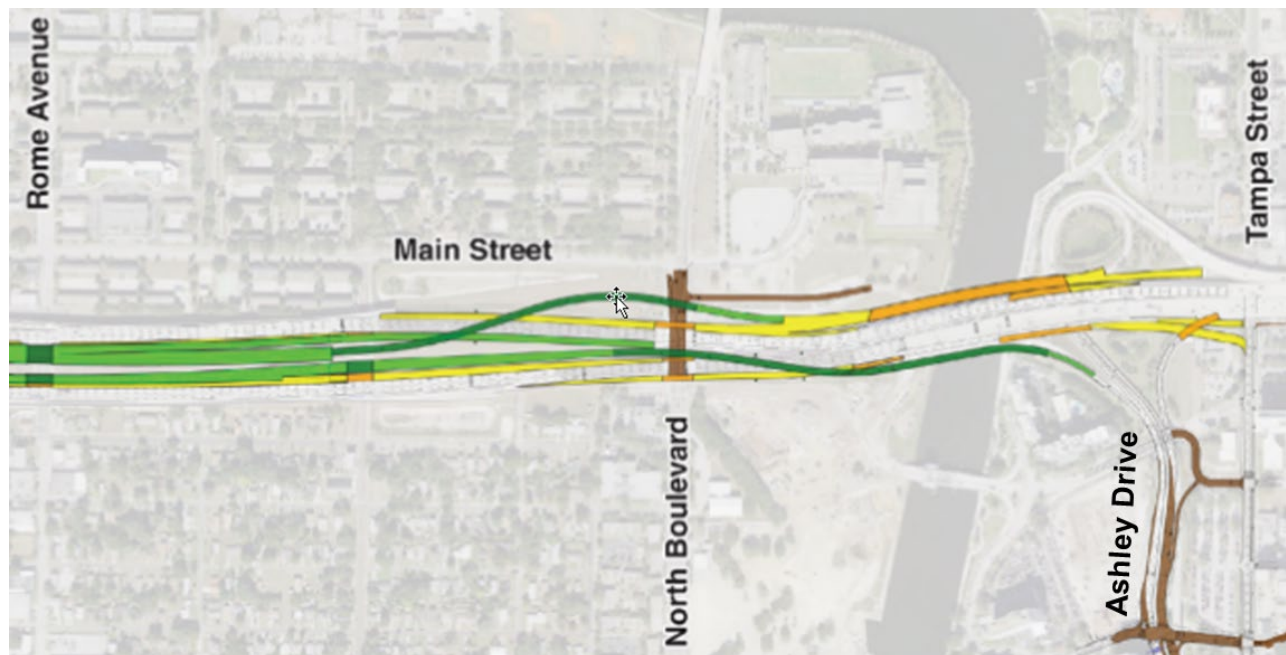 Rome Avenue
Main Street
North Boulevard
Ashley Drive
Tampa Street